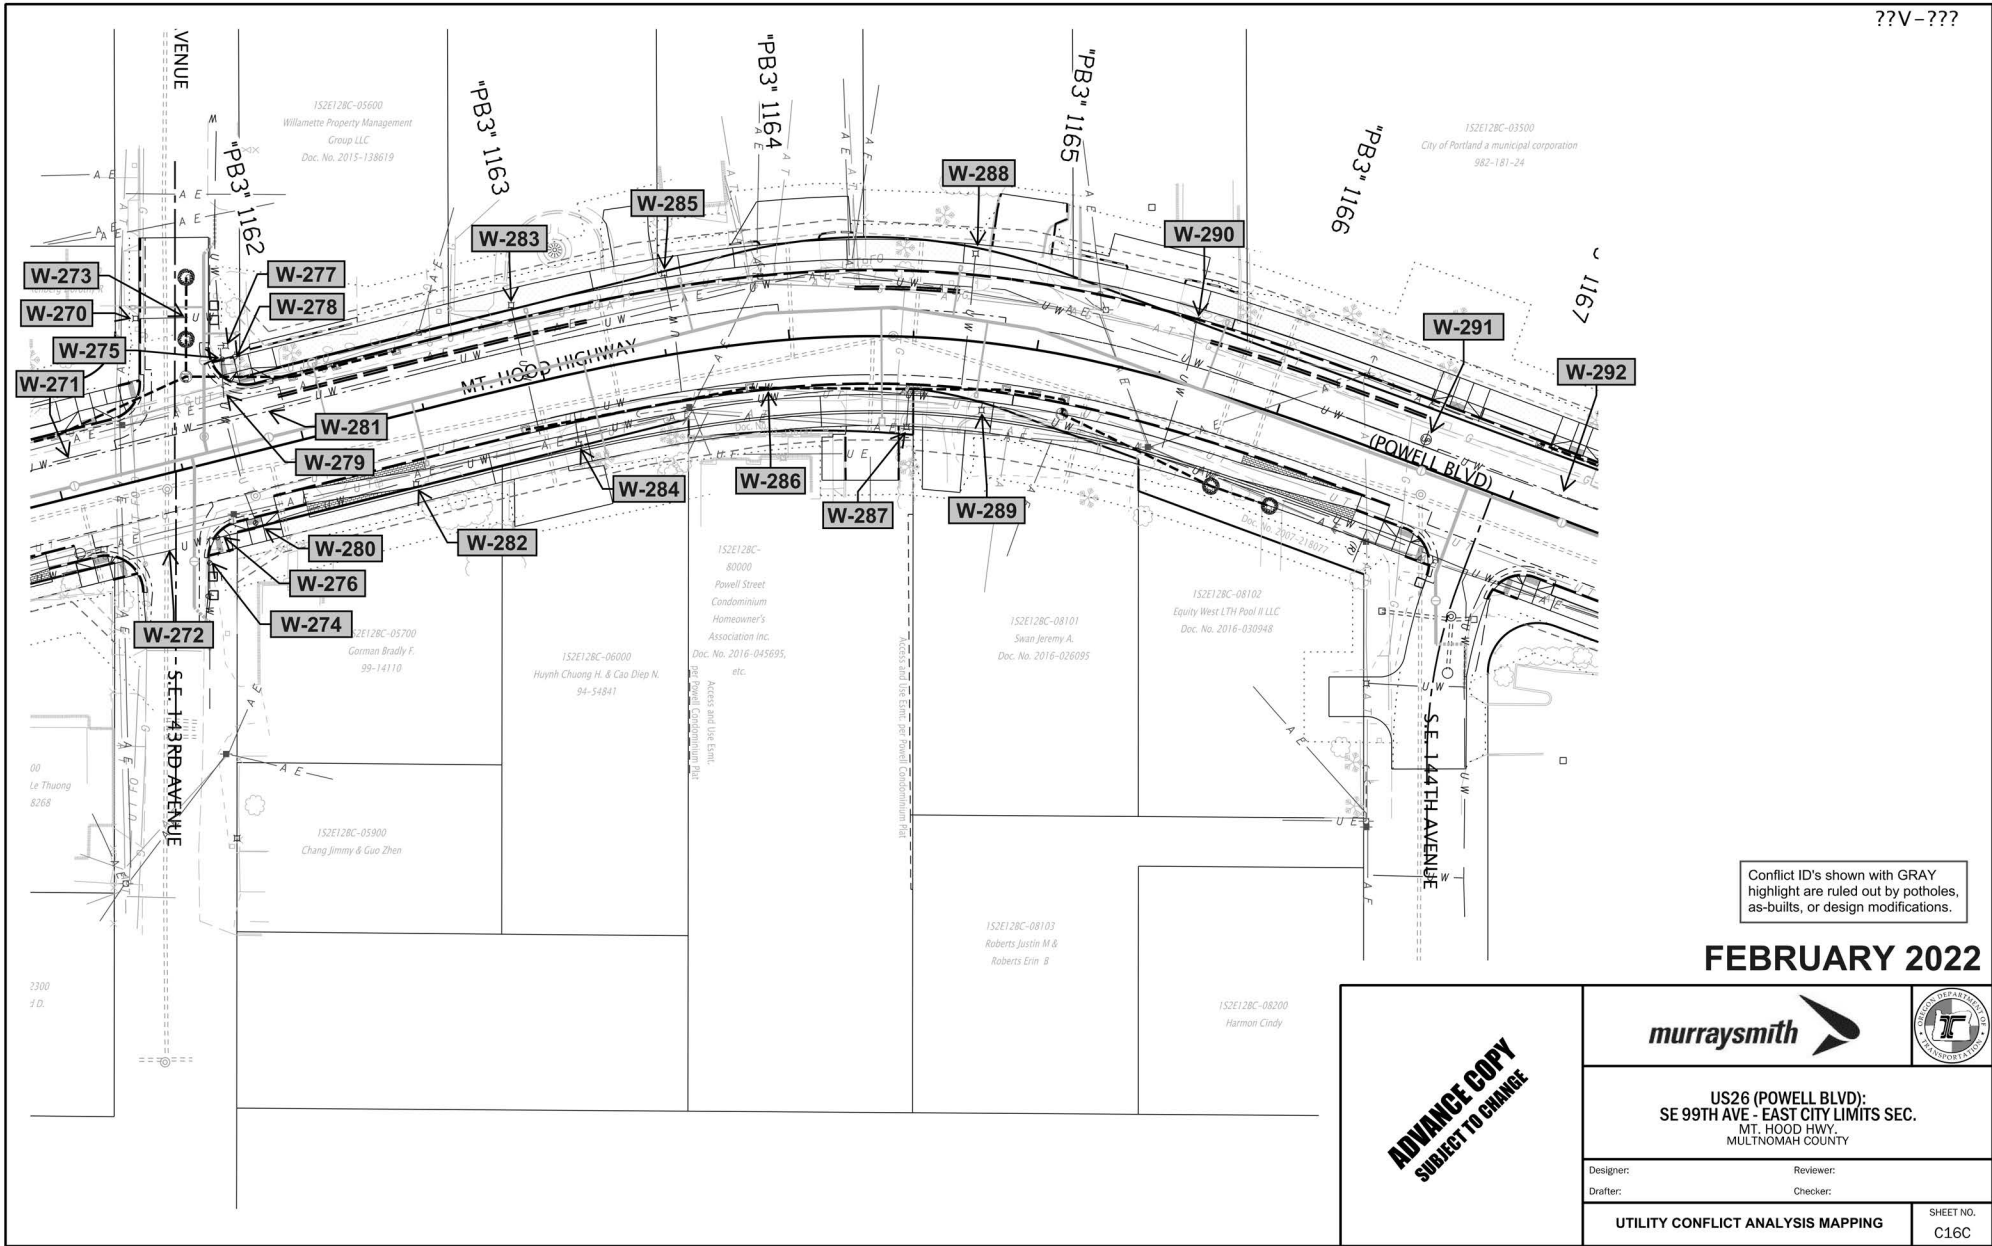 ??V-???
VENUE
1S2E12BC-05600
Willamette Property Management
Group LLC
Doc. No. 2015-138619
"PB3" 1162
"PB3" 1163
"PB3" 1164
"PB3" 1165
"PB3" 1166
1167
1S2E12BC-03500
City of Portland a municipal corporation
982-181-24
W-288
W-285
W-283
W-290
W-273
W-277
W-270
W-278
W-275
W-271
W-291
W-292
W-281
W-279
W-284
W-286
W-287
W-289
W-280
W-282
W-276
W-274
W-272
MT. HOOD HIGHWAY
(POWELL BLVD)
S.E. 143RD AVENUE
S.E. 144TH AVENUE
Doc. No. 2007-218077
1S2E12BC-05700
Gorman Bradly F.
99-14110
1S2E12BC-06000
Huynh Chuong H. & Cao Diep N.
94-54841
1S2E12BC-
80000
Powell Street
Condominium
Homeowner's
Association Inc.
Doc. No. 2016-045695,
etc.
Access and Use Esmt.
per Powell Condominium Plat
Access and Use Esmt. per Powell Condominium Plat
1S2E12BC-08101
Swan Jeremy A.
Doc. No. 2016-026095
1S2E12BC-08102
Equity West LTH Pool II LLC
Doc. No. 2016-030948
00
Le Thuong
8268
1S2E12BC-05900
Chang Jimmy & Guo Zhen
1S2E12BC-08103
Roberts Justin M &
Roberts Erin B
2300
d D.
1S2E12BC-08200
Harmon Cindy
Conflict ID's shown with GRAY
highlight are ruled out by potholes,
as-builts, or design modifications.
FEBRUARY 2022
ADVANCE COPY
SUBJECT TO CHANGE
murraysmith
OREGON DEPARTMENT OF
TRANSPORTATION
US26 (POWELL BLVD):
SE 99TH AVE - EAST CITY LIMITS SEC.
MT. HOOD HWY.
MULTNOMAH COUNTY
Designer: Reviewer:
Drafter: Checker:
UTILITY CONFLICT ANALYSIS MAPPING
SHEET NO.
C16C